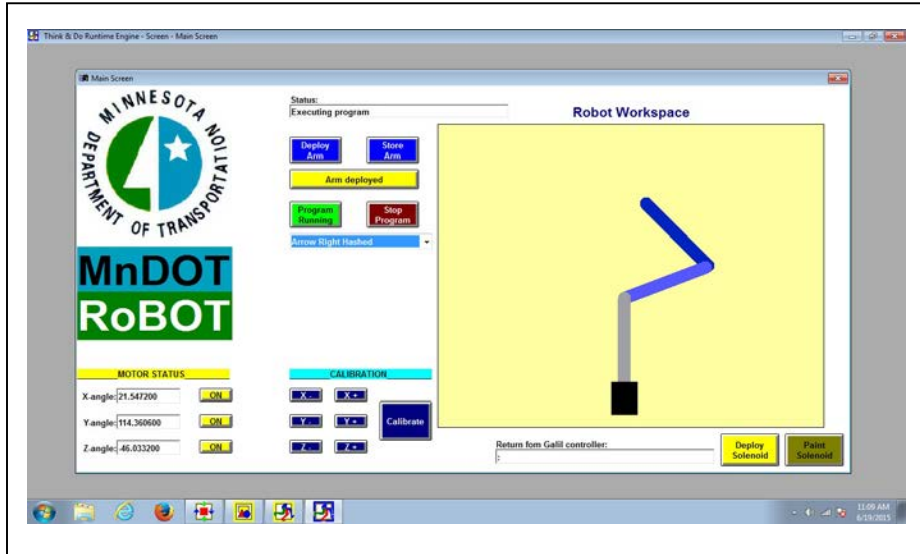 Think & Do Runtime Engine - Screen - Main Screen
Main Screen
MINNESOTA
DEPARTMENT OF TRANSPORTATION
MnDOT
RoBOT
Status:
Executing program
Deploy
Arm
Store
Arm
Arm deployed
Program
Running
Stop
Program
Arrow Right Hashed
Robot Workspace
MOTOR STATUS
X-angle: 21.547200 ON
Y-angle: 114.360600 ON
Z-angle: -46.033200 ON
CALIBRATION
X - X +
Y - Y +
Z - Z +
Calibrate
Return fom Galil controller:
:
Deploy
Solenoid
Paint
Solenoid
11:09 AM
6/19/2015